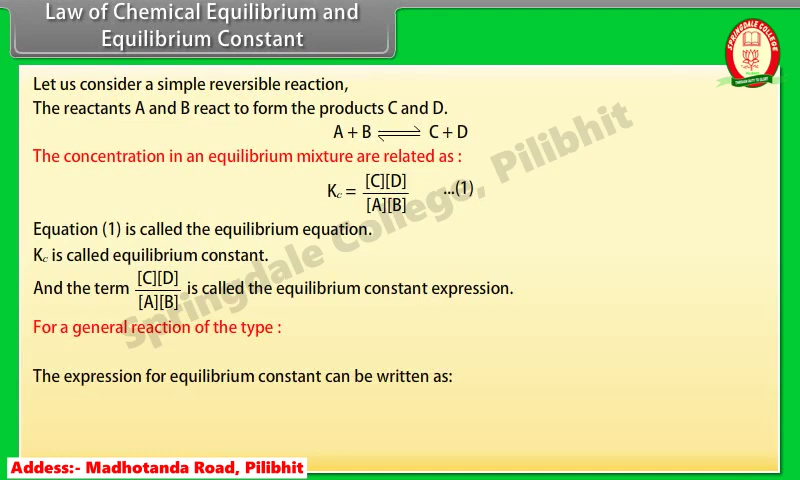 Law of Chemical Equilibrium and
Equilibrium Constant
SPRINGDALE COLLEGE
Let us consider a simple reversible reaction,
The reactants A and B react to form the products C and D.
A + B ⇌ C + D
The concentration in an equilibrium mixture are related as :
K𝑐 = [C][D] / [A][B] ...(1)
Equation (1) is called the equilibrium equation.
K𝑐 is called equilibrium constant.
And the term [C][D] / [A][B] is called the equilibrium constant expression.
For a general reaction of the type :
The expression for equilibrium constant can be written as:
Springdale College, Pilibhit
Addess:- Madhotanda Road, Pilibhit